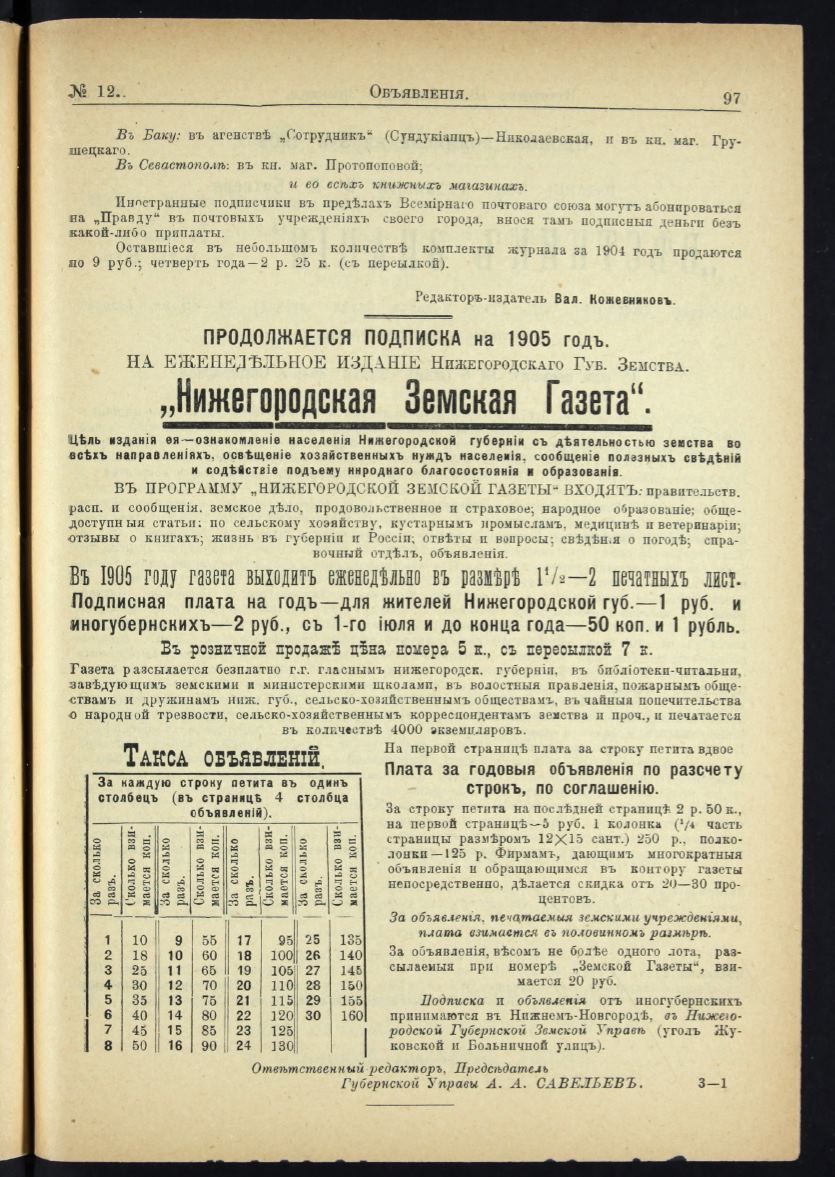 № 12.
Объявленія.
97
Въ Баку: въ агенствѣ „Сотрудникъ“ (Сундукіанцъ)—Николаевская, и въ кн. маг. Гру-
шецкаго.
Въ Севастополѣ: въ кн. маг. Протопоповой;
и во всѣхъ книжныхъ магазинахъ.
Иностранные подписчики въ предѣлахъ Всемірнаго почтоваго союза могутъ абонироваться
на „Правду“ въ почтовыхъ учрежденіяхъ своего города, внося тамъ подписныя деньги безъ
какой-либо приплаты.
Оставшіеся въ небольшомъ количествѣ комплекты журнала за 1904 годъ продаются
по 9 руб.; четверть года—2 р. 25 к. (съ пересылкой).
Редакторъ-издатель Вал. Кожевниковъ.
ПРОДОЛЖАЕТСЯ ПОДПИСКА на 1905 годъ.
НА ЕЖЕНЕДѢЛЬНОЕ ИЗДАНІЕ Нижегородскаго Губ. Земства.
„Нижегородская Земская Газета“.
Цѣль изданія ея—ознакомленіе населенія Нижегородской губерніи съ дѣятельностью земства во
всѣхъ направленіяхъ, освѣщеніе хозяйственныхъ нуждъ населенія, сообщеніе полезныхъ свѣдѣній
и содѣйствіе подъему народнаго благосостоянія и образованія.
ВЪ ПРОГРАММУ „НИЖЕГОРОДСКОЙ ЗЕМСКОЙ ГАЗЕТЫ“ ВХОДЯТЪ: правительств.
расп. и сообщенія, земское дѣло, продовольственное и страховое; народное образованіе; обще-
доступныя статьи: по сельскому хозяйству, кустарнымъ промысламъ, медицинѣ и ветеринаріи;
отзывы о книгахъ; жизнь въ губерніи и Россіи; отвѣты и вопросы; свѣдѣнія о погодѣ; спра-
вочный отдѣлъ, объявленія.
Въ 1905 году газета выходитъ еженедѣльно въ размѣрѣ 1½—2 печатныхъ лист.
Подписная плата на годъ—для жителей Нижегородской губ.—1 руб. и
иногубернскихъ—2 руб., съ 1-го іюля и до конца года—50 коп. и 1 рубль.
Въ розничной продажѣ цѣна номера 5 к., съ пересылкой 7 к.
Газета разсылается безплатно г.г. гласнымъ нижегородск. губерніи, въ библіотеки-читальни,
завѣдующимъ земскими и министерскими школами, въ волостныя правленія, пожарнымъ обще-
ствамъ и дружинамъ ниж. губ., сельско-хозяйственнымъ обществамъ, въ чайныя попечительства
о народной трезвости, сельско-хозяйственнымъ корреспондентамъ земства и проч., и печатается
въ количествѣ 4000 экземпляровъ.
Такса объявленій.
За каждую строку петита въ одинъ
столбецъ (въ страницѣ 4 столбца
объявленій).
За сколько разъ. Сколько взимается коп. За сколько разъ. Сколько взимается коп. За сколько разъ. Сколько взимается коп. За сколько разъ. Сколько взимается коп.
1 10 9 55 17 95 25 135
2 18 10 60 18 100 26 140
3 25 11 65 19 105 27 145
4 30 12 70 20 110 28 150
5 35 13 75 21 115 29 155
6 40 14 80 22 120 30 160
7 45 15 85 23 125
8 50 16 90 24 130
На первой страницѣ плата за строку петита вдвое
Плата за годовыя объявленія по разсчету
строкъ, по соглашенію.
За строку петита на послѣдней страницѣ 2 р. 50 к.,
на первой страницѣ—5 руб. 1 колонка (¼ часть
страницы размѣромъ 12×15 сант.) 250 р., полко-
лонки—125 р. Фирмамъ, дающимъ многократныя
объявленія и обращающимся въ контору газеты
непосредственно, дѣлается скидка отъ 20—30 про-
центовъ.
За объявленія, печатаемыя земскими учрежденіями,
плата взимается въ половинномъ размѣрѣ.
За объявленія, вѣсомъ не болѣе одного лота, раз-
сылаемыя при номерѣ „Земской Газеты“, взи-
мается 20 руб.
Подписка и объявленія отъ иногубернскихъ
принимаются въ Нижнемъ-Новгородѣ, въ Нижего-
родской Губернской Земской Управѣ (уголъ Жу-
ковской и Больничной улицъ).
Отвѣтственный редакторъ, Предсѣдатель
Губернской Управы А. А. САВЕЛЬЕВЪ.
3—1